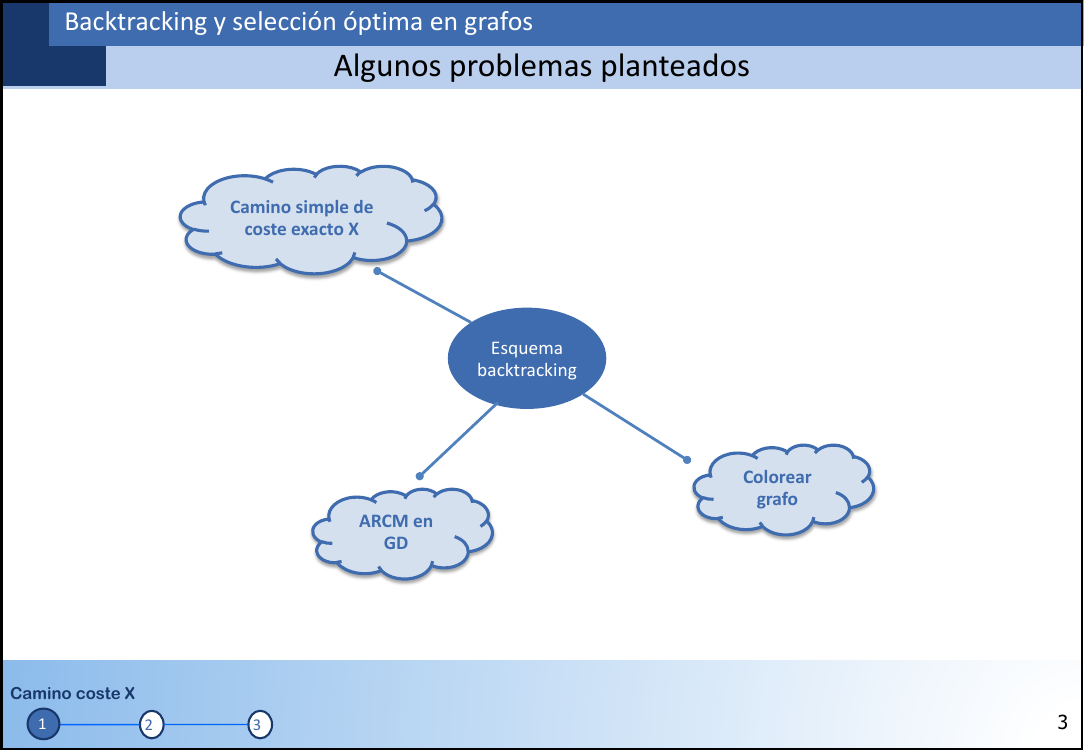 Backtracking y selección óptima en grafos
Algunos problemas planteados
Camino simple de
coste exacto X
Esquema
backtracking
Colorear
grafo
ARCM en
GD
Camino coste X
1
2
3
3